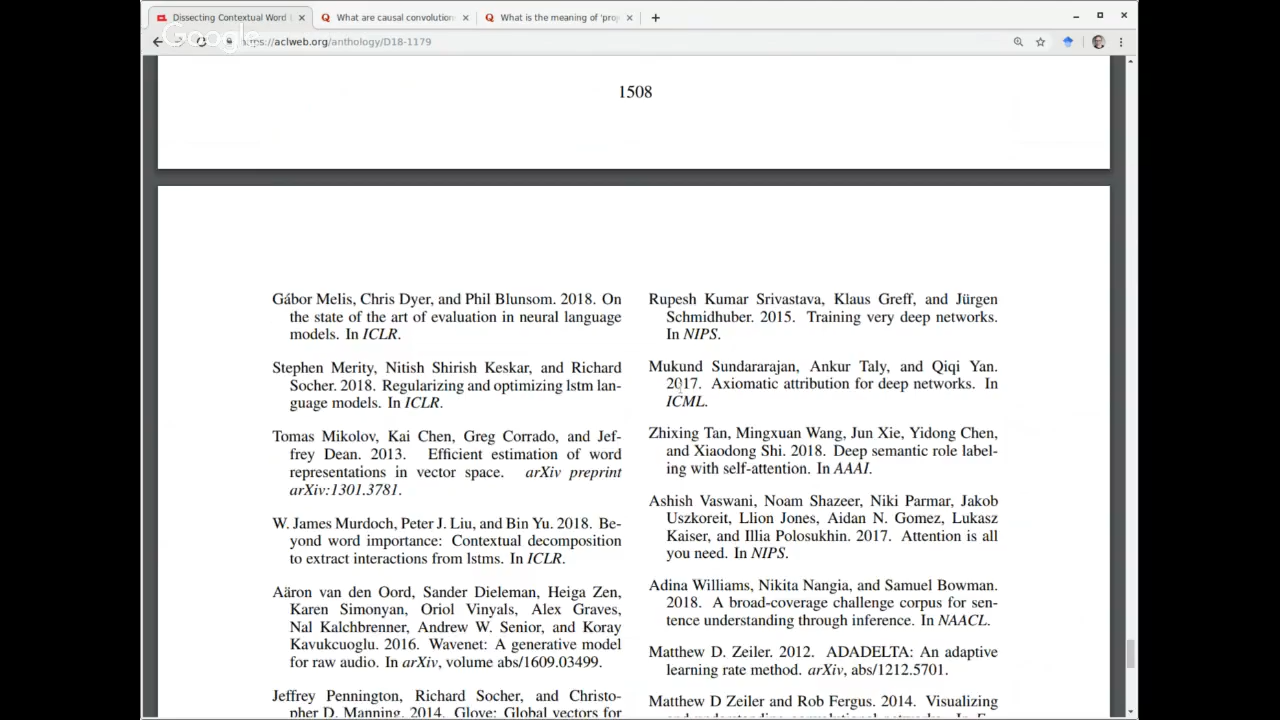 Dissecting Contextual Word
What are causal convolution
What is the meaning of 'pro
Google
https://aclweb.org/anthology/D18-1179
1508
Gábor Melis, Chris Dyer, and Phil Blunsom. 2018. On
the state of the art of evaluation in neural language
models. In ICLR.
Stephen Merity, Nitish Shirish Keskar, and Richard
Socher. 2018. Regularizing and optimizing lstm lan-
guage models. In ICLR.
Tomas Mikolov, Kai Chen, Greg Corrado, and Jef-
frey Dean. 2013. Efficient estimation of word
representations in vector space. arXiv preprint
arXiv:1301.3781.
W. James Murdoch, Peter J. Liu, and Bin Yu. 2018. Be-
yond word importance: Contextual decomposition
to extract interactions from lstms. In ICLR.
Aäron van den Oord, Sander Dieleman, Heiga Zen,
Karen Simonyan, Oriol Vinyals, Alex Graves,
Nal Kalchbrenner, Andrew W. Senior, and Koray
Kavukcuoglu. 2016. Wavenet: A generative model
for raw audio. In arXiv, volume abs/1609.03499.
Jeffrey Pennington, Richard Socher, and Christo-
pher D. Manning. 2014. Glove: Global vectors for
Rupesh Kumar Srivastava, Klaus Greff, and Jürgen
Schmidhuber. 2015. Training very deep networks.
In NIPS.
Mukund Sundararajan, Ankur Taly, and Qiqi Yan.
2017. Axiomatic attribution for deep networks. In
ICML.
Zhixing Tan, Mingxuan Wang, Jun Xie, Yidong Chen,
and Xiaodong Shi. 2018. Deep semantic role label-
ing with self-attention. In AAAI.
Ashish Vaswani, Noam Shazeer, Niki Parmar, Jakob
Uszkoreit, Llion Jones, Aidan N. Gomez, Lukasz
Kaiser, and Illia Polosukhin. 2017. Attention is all
you need. In NIPS.
Adina Williams, Nikita Nangia, and Samuel Bowman.
2018. A broad-coverage challenge corpus for sen-
tence understanding through inference. In NAACL.
Matthew D. Zeiler. 2012. ADADELTA: An adaptive
learning rate method. arXiv, abs/1212.5701.
Matthew D Zeiler and Rob Fergus. 2014. Visualizing